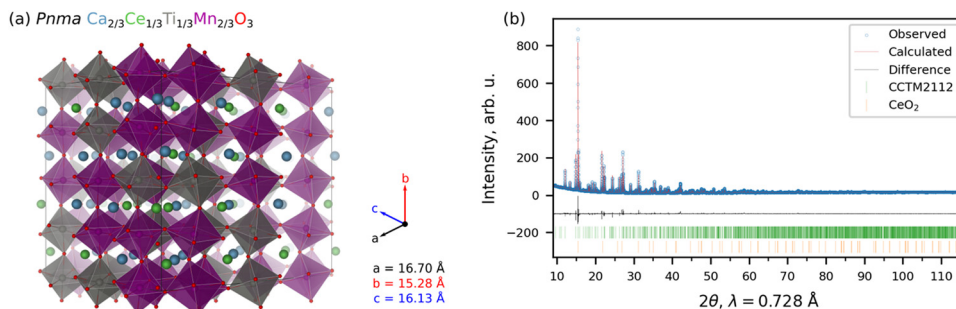 (a) Pnma Ca2/3Ce1/3Ti1/3Mn2/3O3
b
c
a
a = 16.70 Å
b = 15.28 Å
c = 16.13 Å
(b)
Observed
Calculated
Difference
CCTM2112
CeO2
Intensity, arb. u.
800
600
400
200
0
−200
10 20 30 40 50 60 70 80 90 100 110
2θ, λ = 0.728 Å